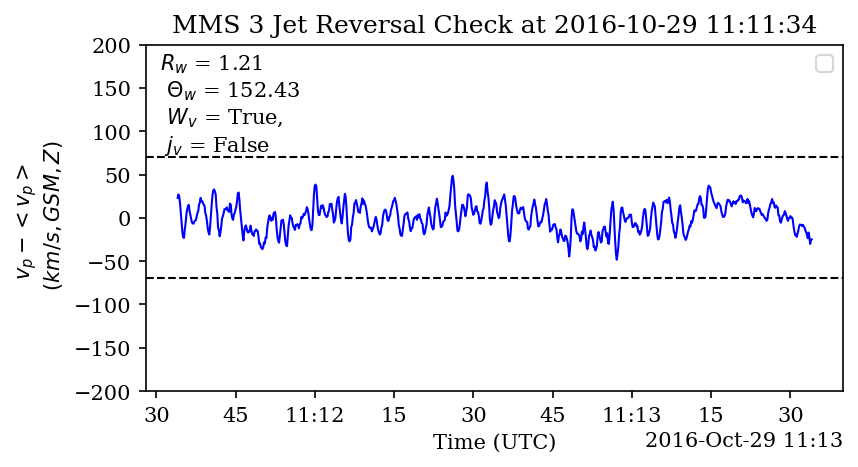 MMS 3 Jet Reversal Check at 2016-10-29 11:11:34
200
150
100
50
0
−50
−100
−150
−200
v_p − < v_p >
(km/s, GSM, Z)
R_w = 1.21
Θ_w = 152.43
W_v = True,
j_v = False
30 45 11:12 15 30 45 11:13 15 30
Time (UTC)
2016-Oct-29 11:13